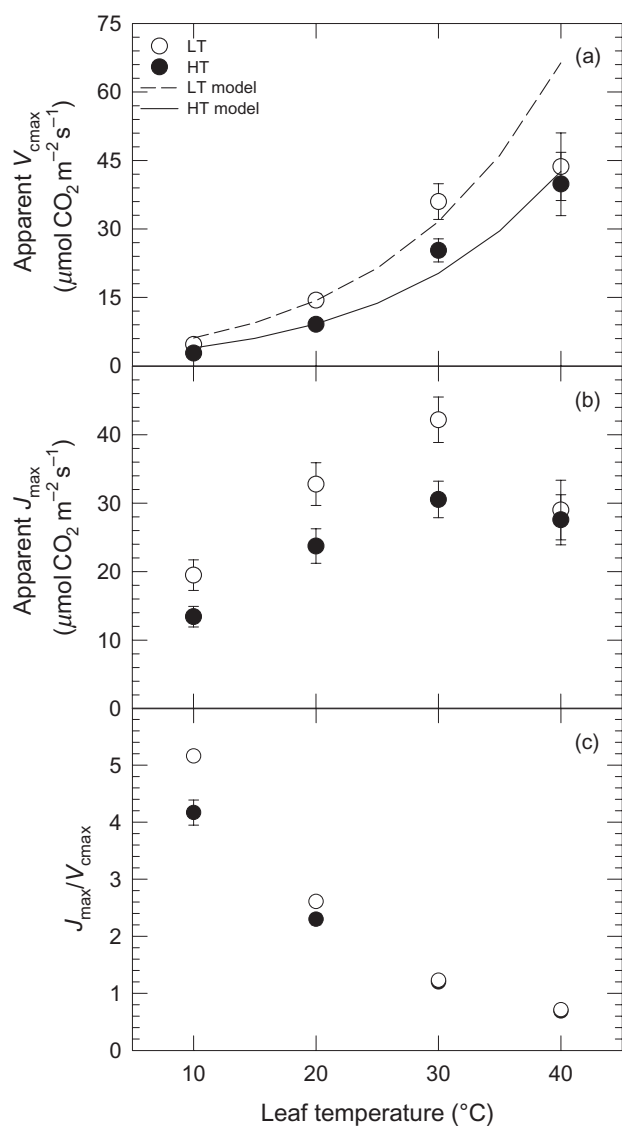 75
60
45
30
15
0
Apparent Vcmax
(μmol CO2 m−2 s−1)
LT
HT
LT model
HT model
(a)
40
30
20
10
0
Apparent Jmax
(μmol CO2 m−2 s−1)
(b)
5
4
3
2
1
0
Jmax/Vcmax
(c)
10 20 30 40
Leaf temperature (°C)